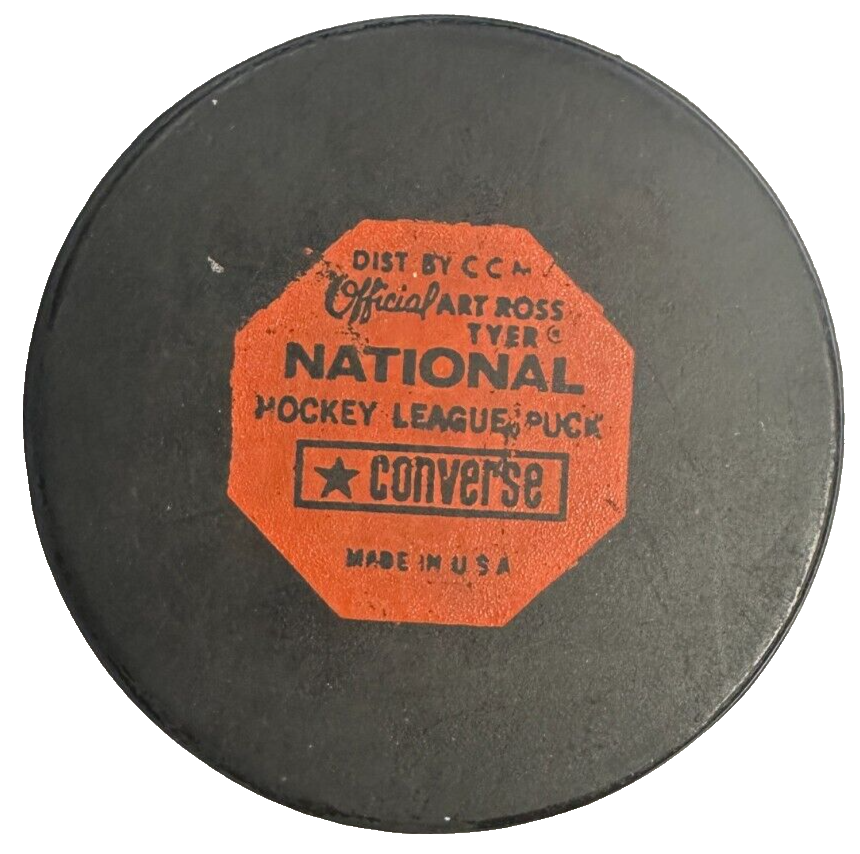 DIST BY CCM
Official ART ROSS
TYER ®
NATIONAL
HOCKEY LEAGUE PUCK
★ CONVERSE
MADE IN U S A